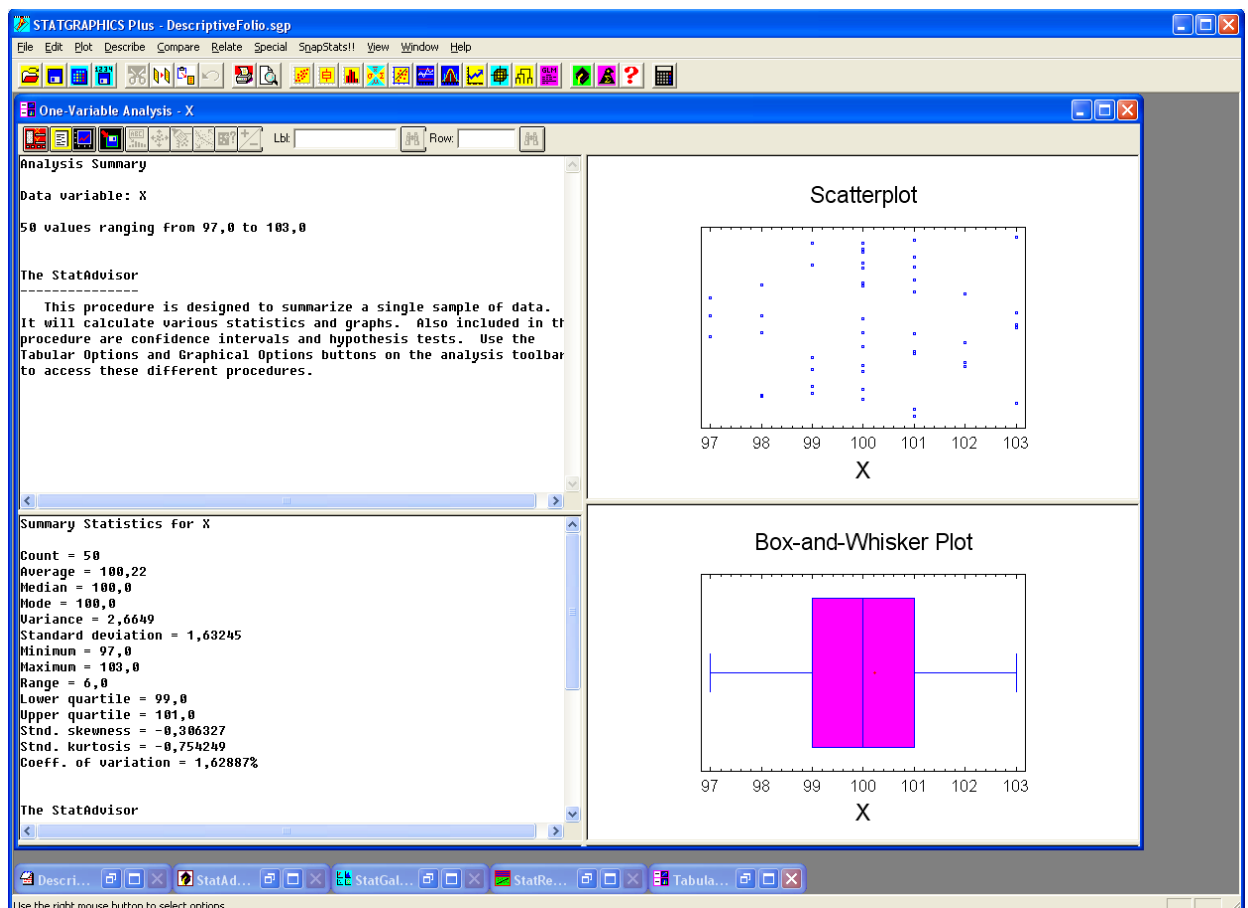 STATGRAPHICS Plus - DescriptiveFolio.sgp
File Edit Plot Describe Compare Relate Special SnapStats!! View Window Help
One-Variable Analysis - X
Lbl: Row:
Analysis Summary
Data variable: X
50 values ranging from 97,0 to 103,0
The StatAdvisor
---------------
This procedure is designed to summarize a single sample of data.
It will calculate various statistics and graphs.  Also included in th
procedure are confidence intervals and hypothesis tests.  Use the
Tabular Options and Graphical Options buttons on the analysis toolbar
to access these different procedures.
Scatterplot
97 98 99 100 101 102 103
X
Summary Statistics for X
Count = 50
Average = 100,22
Median = 100,0
Mode = 100,0
Variance = 2,6649
Standard deviation = 1,63245
Minimum = 97,0
Maximum = 103,0
Range = 6,0
Lower quartile = 99,0
Upper quartile = 101,0
Stnd. skewness = -0,306327
Stnd. kurtosis = -0,754249
Coeff. of variation = 1,62887%
The StatAdvisor
Box-and-Whisker Plot
97 98 99 100 101 102 103
X
Descri... StatAd... StatGal... StatRe... Tabula...
Use the right mouse button to select options